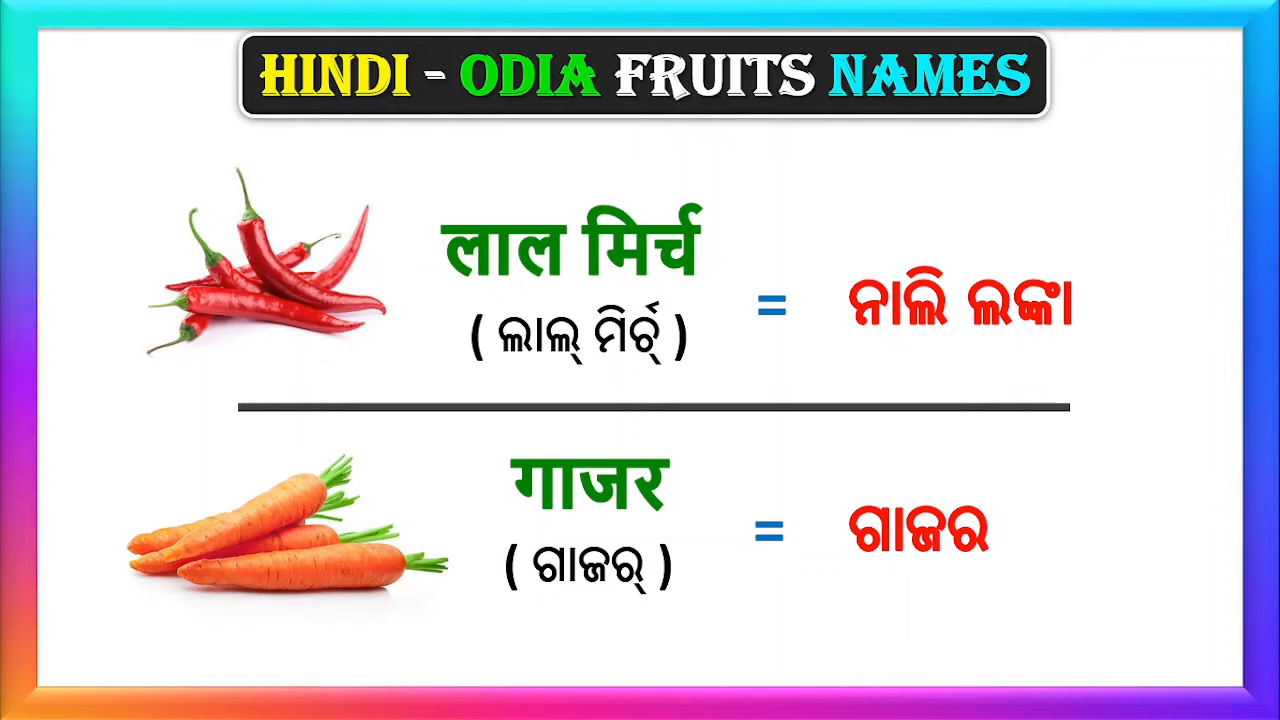 HINDI - ODIA FRUITS NAMES
लाल मिर्च
( ଲାଲ୍ ମିର୍ଚ୍ )
= ନାଲି ଲଙ୍କା
गाजर
( ଗାଜର୍ )
= ଗାଜର